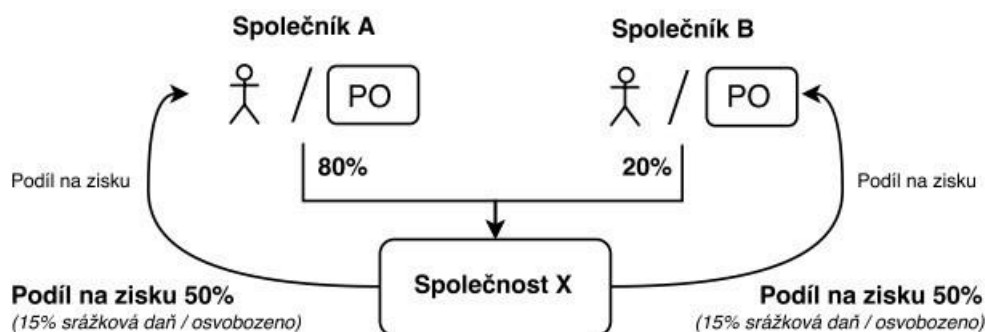 Společník A
Společník B
PO
PO
80%
20%
Podíl na zisku
Podíl na zisku
Společnost X
Podíl na zisku 50%
(15% srážková daň / osvobozeno)
Podíl na zisku 50%
(15% srážková daň / osvobozeno)